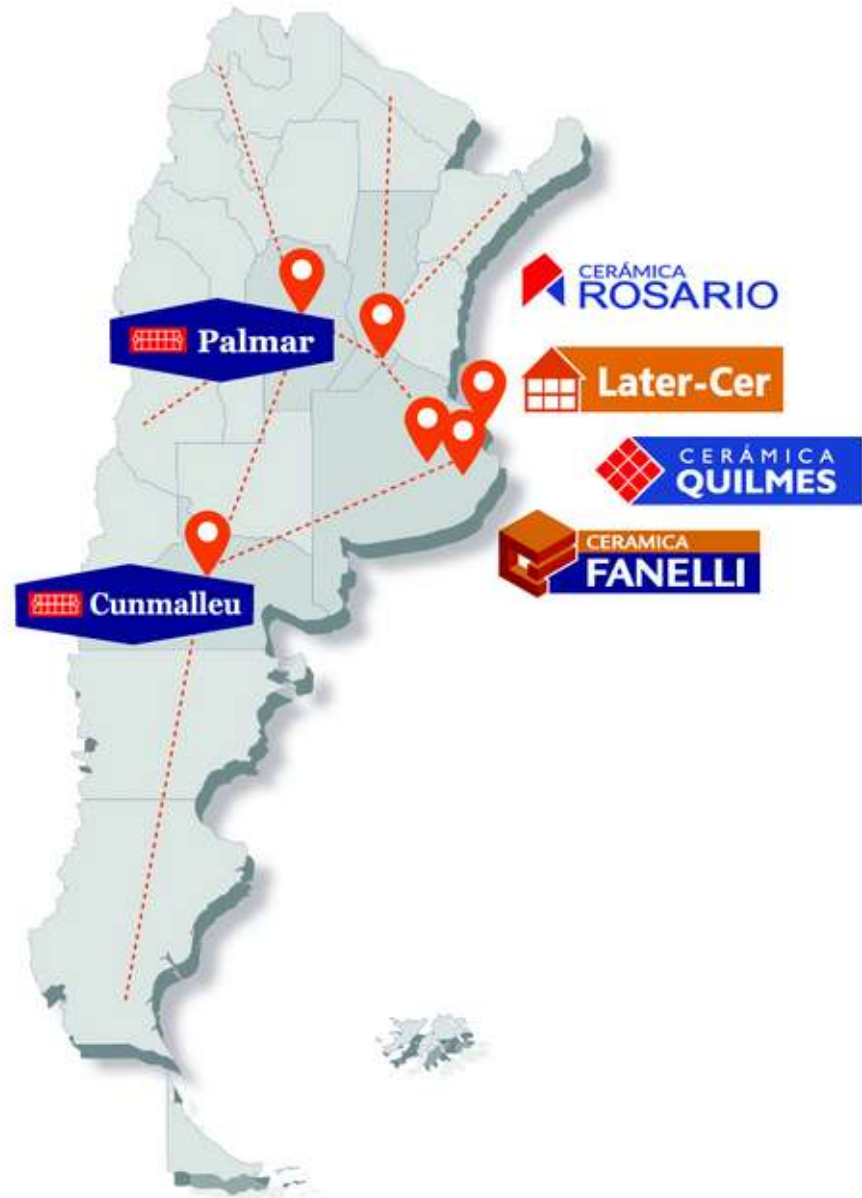 CERÁMICA
ROSARIO
Palmar
Later-Cer
CERÁMICA
QUILMES
CERAMICA
FANELLI
Cunmalleu